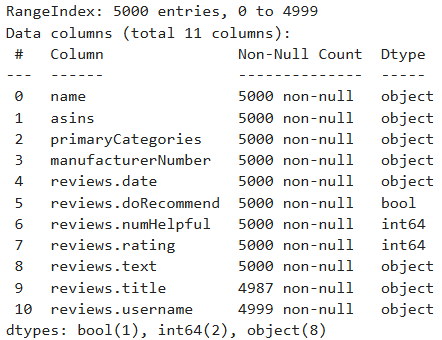 RangeIndex: 5000 entries, 0 to 4999
Data columns (total 11 columns):
 #   Column                Non-Null Count  Dtype
---  ------                --------------  -----
 0   name                  5000 non-null   object
 1   asins                 5000 non-null   object
 2   primaryCategories     5000 non-null   object
 3   manufacturerNumber    5000 non-null   object
 4   reviews.date          5000 non-null   object
 5   reviews.doRecommend   5000 non-null   bool
 6   reviews.numHelpful    5000 non-null   int64
 7   reviews.rating        5000 non-null   int64
 8   reviews.text          5000 non-null   object
 9   reviews.title         4987 non-null   object
 10  reviews.username      4999 non-null   object
dtypes: bool(1), int64(2), object(8)